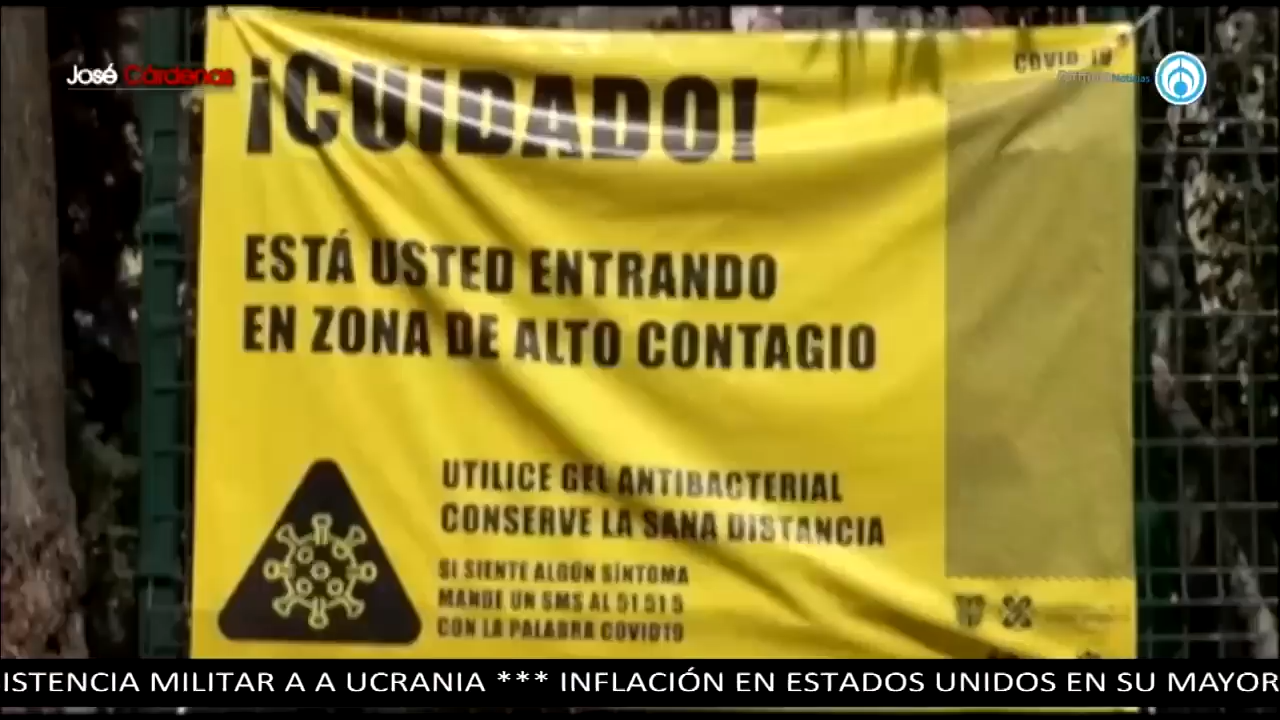 José Cárdenas
¡CUIDADO!
COVID 19
Noticias
ESTÁ USTED ENTRANDO
EN ZONA DE ALTO CONTAGIO
UTILICE GEL ANTIBACTERIAL
CONSERVE LA SANA DISTANCIA
SI SIENTE ALGÚN SÍNTOMA
MANDE UN SMS AL 51515
CON LA PALABRA COVID19
ISTENCIA MILITAR A A UCRANIA *** INFLACIÓN EN ESTADOS UNIDOS EN SU MAYOR